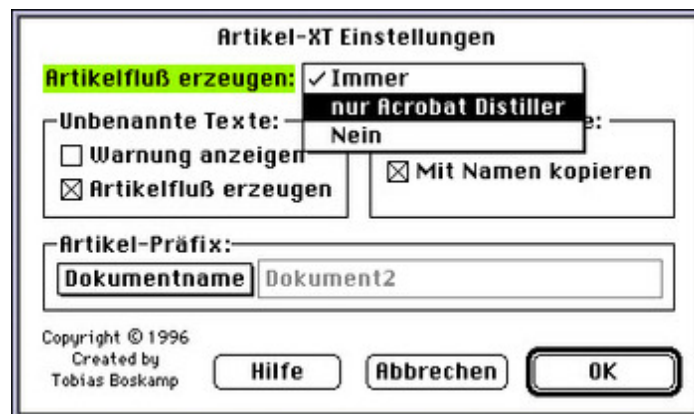 Artikel-XT Einstellungen
Artikelfluß erzeugen: ✓ Immer
nur Acrobat Distiller
Nein
Unbenannte Texte:
e:
Warnung anzeigen
Mit Namen kopieren
Artikelfluß erzeugen
Artikel-Präfix:
Dokumentname Dokument2
Copyright © 1996
Created by
Tobias Boskamp
Hilfe Abbrechen OK